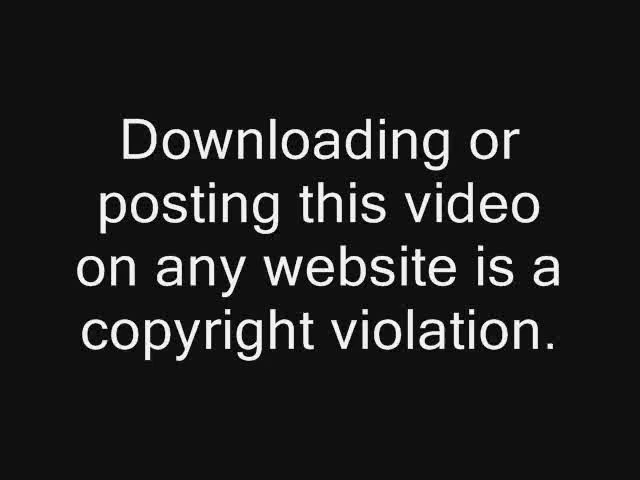 Downloading or
posting this video
on any website is a
copyright violation.